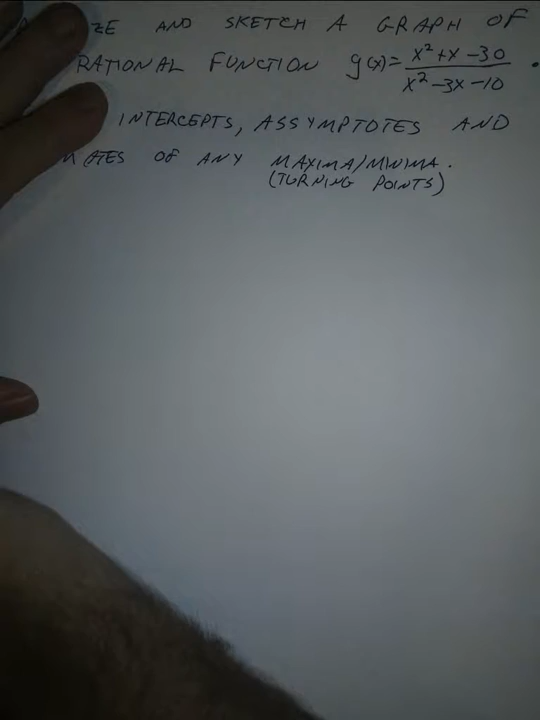 ZE AND SKETCH A GRAPH OF
RATIONAL FUNCTION g(x)= x²+x-30 / x²-3x-10 .
INTERCEPTS, ASSYMPTOTES AND
OF ANY MAXIMA/MINIMA.
(TURNING POINTS)